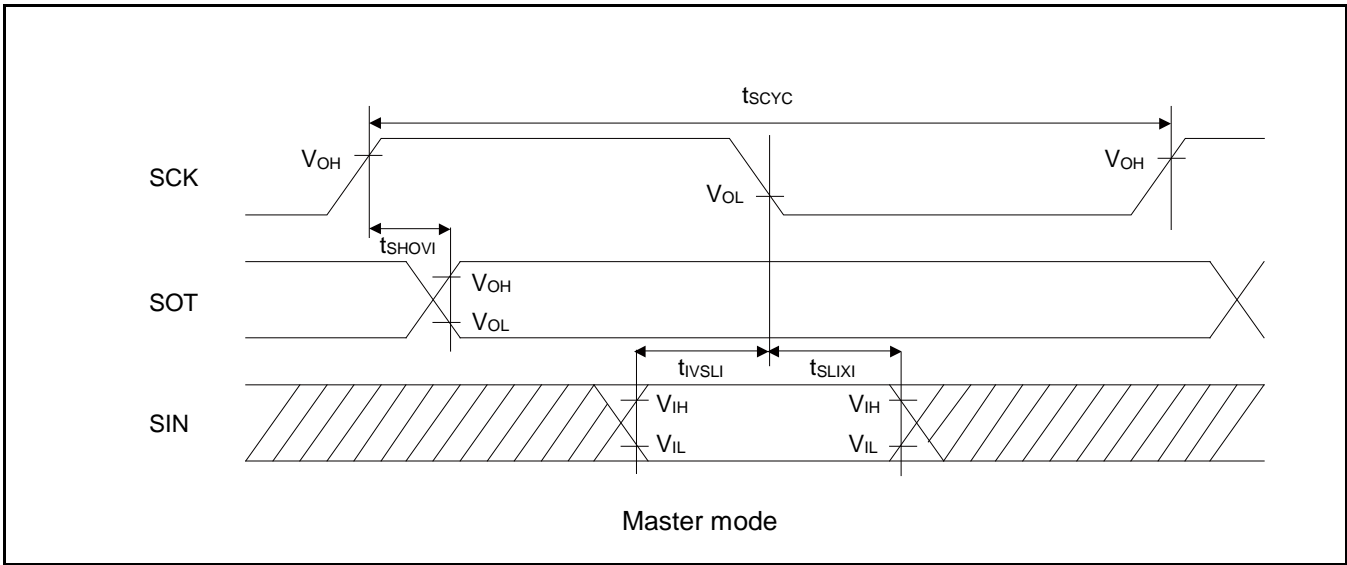 tSCYC
VOH
VOH
SCK
VOL
tSHOVI
VOH
SOT
VOL
tIVSLI
tSLIXI
VIH
VIH
SIN
VIL
VIL
Master mode